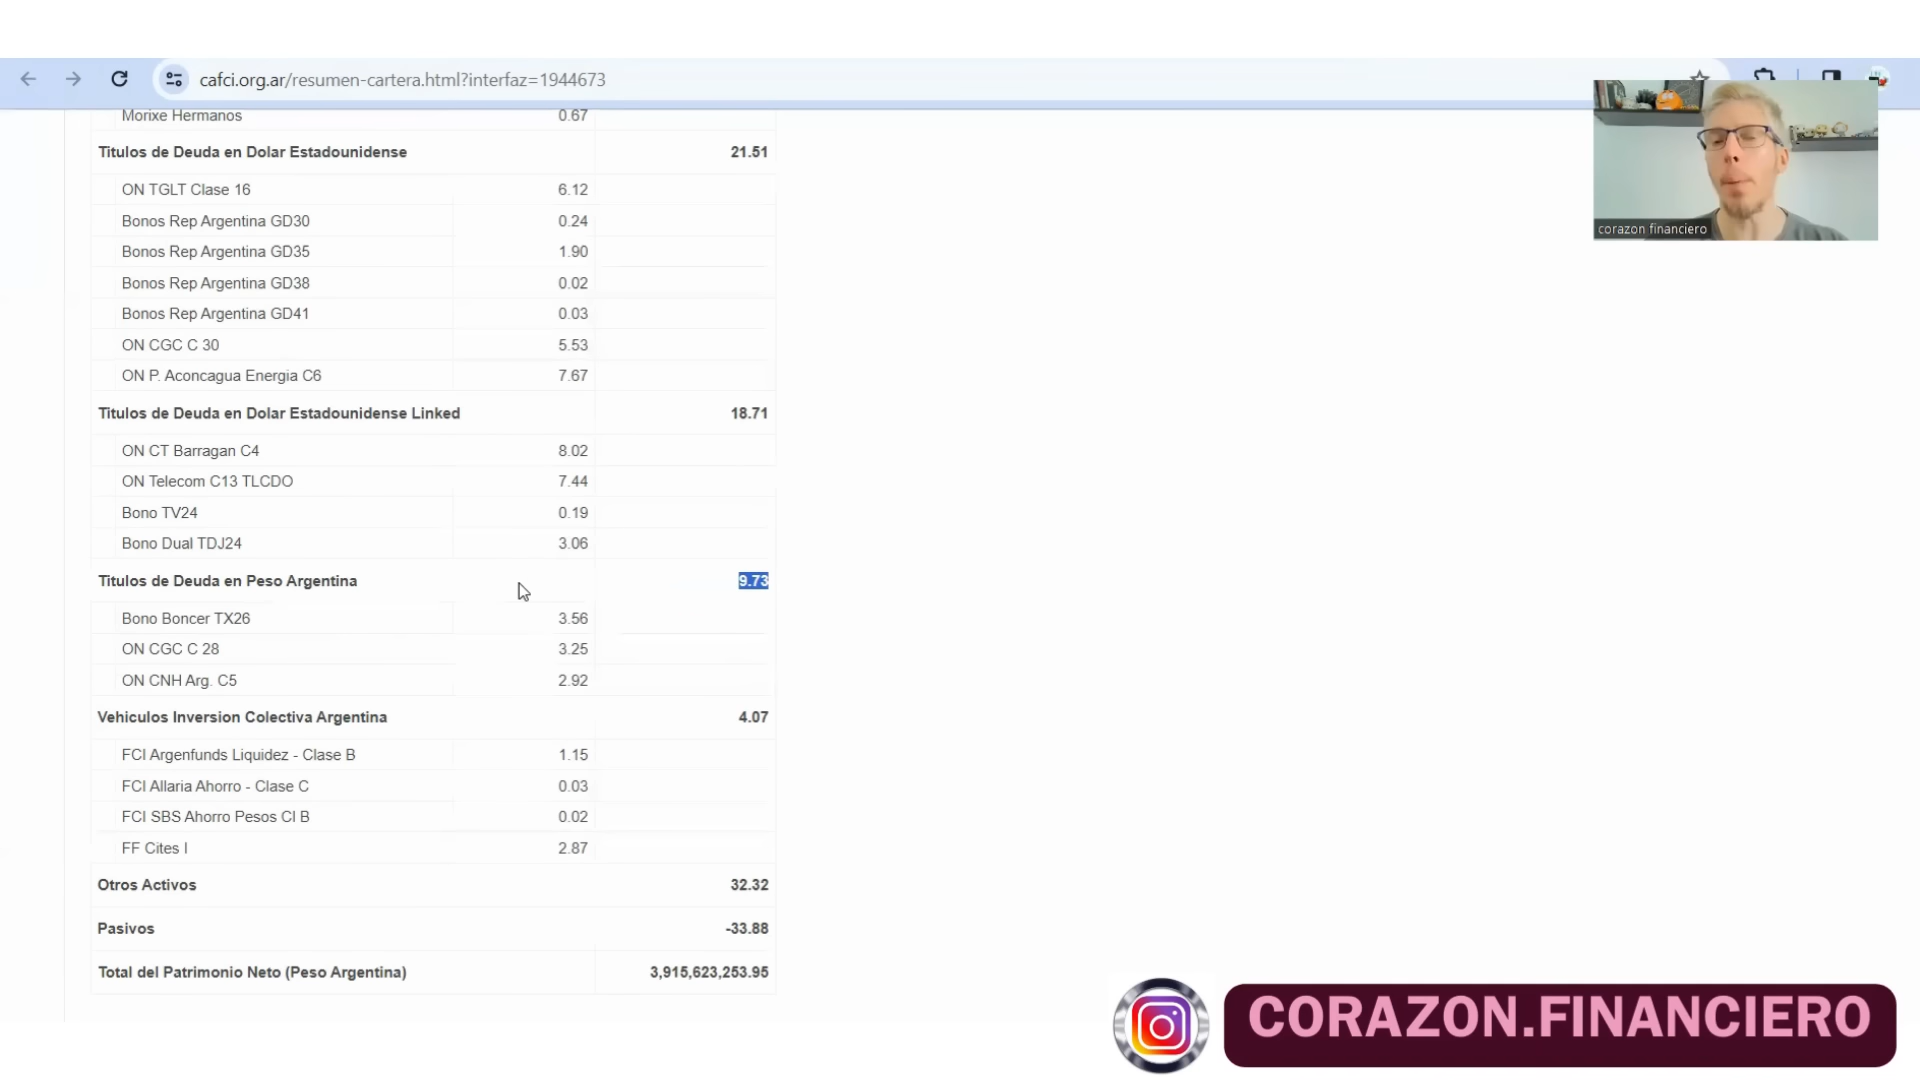 cafci.org.ar/resumen-cartera.html?interfaz=1944673
Morixe Hermanos 0.67
Titulos de Deuda en Dolar Estadounidense 21.51
ON TGLT Clase 16 6.12
Bonos Rep Argentina GD30 0.24
Bonos Rep Argentina GD35 1.90
Bonos Rep Argentina GD38 0.02
Bonos Rep Argentina GD41 0.03
ON CGC C 30 5.53
ON P. Aconcagua Energia C6 7.67
Titulos de Deuda en Dolar Estadounidense Linked 18.71
ON CT Barragan C4 8.02
ON Telecom C13 TLCDO 7.44
Bono TV24 0.19
Bono Dual TDJ24 3.06
Titulos de Deuda en Peso Argentina 9.73
Bono Boncer TX26 3.56
ON CGC C 28 3.25
ON CNH Arg. C5 2.92
Vehiculos Inversion Colectiva Argentina 4.07
FCI Argenfunds Liquidez - Clase B 1.15
FCI Allaria Ahorro - Clase C 0.03
FCI SBS Ahorro Pesos Cl B 0.02
FF Cites I 2.87
Otros Activos 32.32
Pasivos -33.88
Total del Patrimonio Neto (Peso Argentina) 3,915,623,253.95
corazon financiero
CORAZON.FINANCIERO